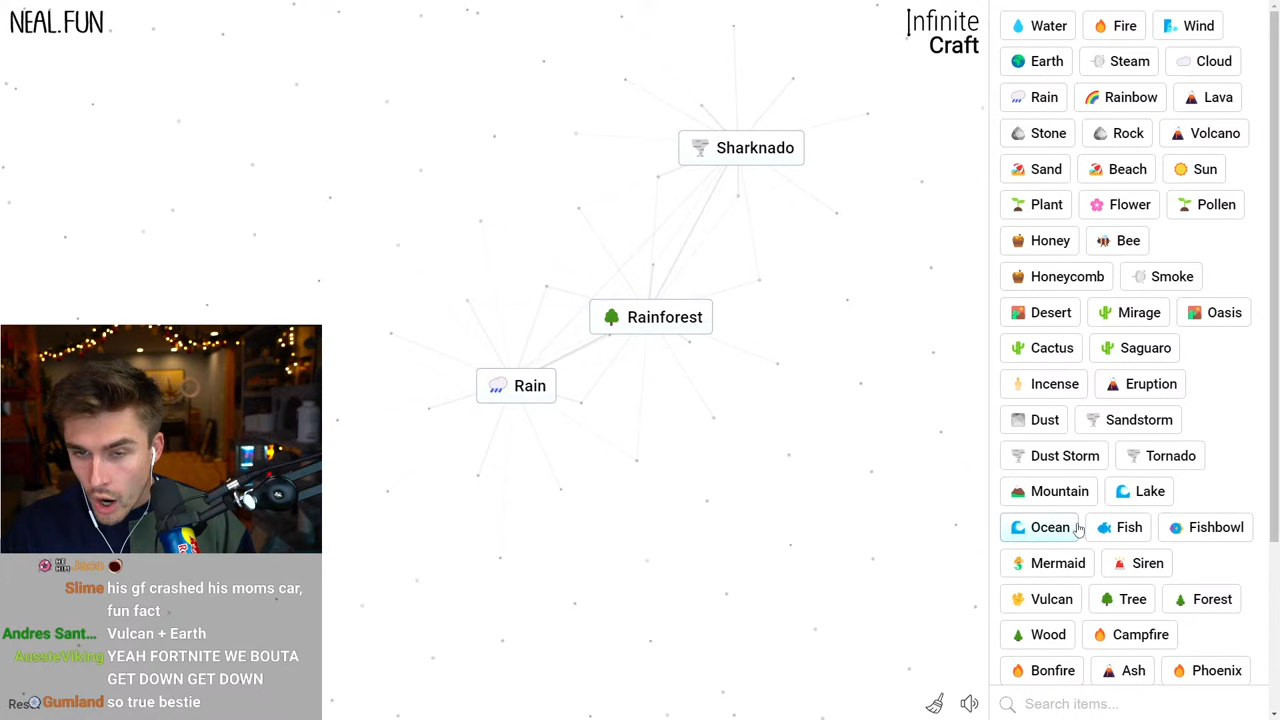 NEAL.FUN
Infinite
Craft
Sharknado
Rainforest
Rain
Water Fire Wind
Earth Steam Cloud
Rain Rainbow Lava
Stone Rock Volcano
Sand Beach Sun
Plant Flower Pollen
Honey Bee
Honeycomb Smoke
Desert Mirage Oasis
Cactus Saguaro
Incense Eruption
Dust Sandstorm
Dust Storm Tornado
Mountain Lake
Ocean Fish Fishbowl
Mermaid Siren
Vulcan Tree Forest
Wood Campfire
Bonfire Ash Phoenix
Search items...
Slime his gf crashed his moms car,
fun fact
Andres Sant... Vulcan + Earth
AussieViking YEAH FORTNITE WE BOUTA
GET DOWN GET DOWN
Gumland so true bestie